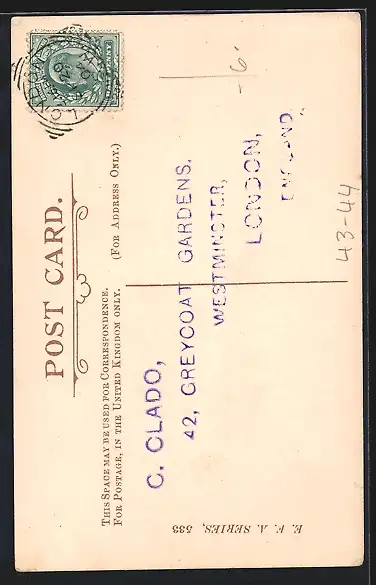 POST CARD.
THIS SPACE MAY BE USED FOR CORRESPONDENCE.
FOR POSTAGE, IN THE UNITED KINGDOM ONLY.
(FOR ADDRESS ONLY.)
C. CLADO,
42, GREYCOAT GARDENS.
WESTMINSTER,
LONDON,
ENGLAND.
-6.
43-44
E. F. A. SERIES, 533